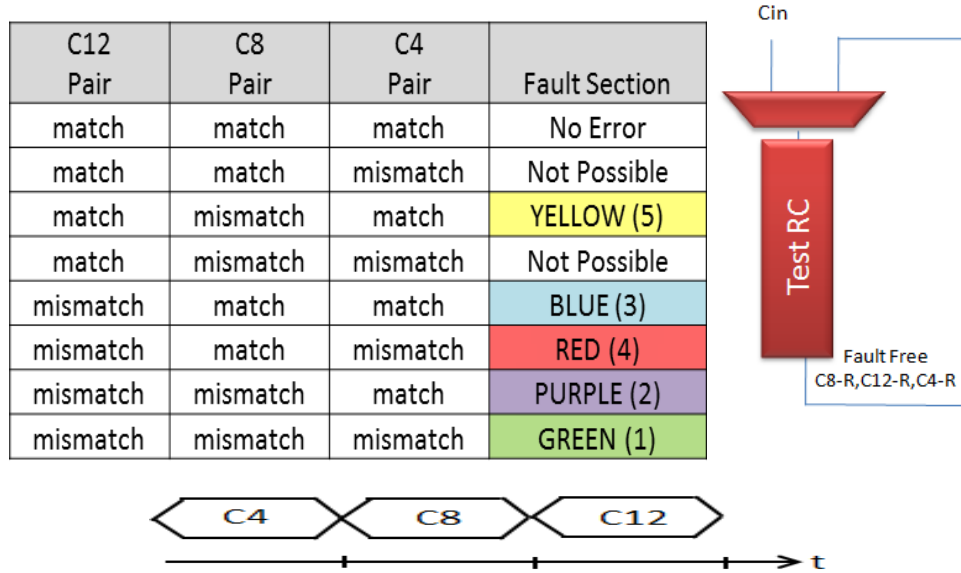 C12 Pair C8 Pair C4 Pair Fault Section
match match match No Error
match match mismatch Not Possible
match mismatch match YELLOW (5)
match mismatch mismatch Not Possible
mismatch match match BLUE (3)
mismatch match mismatch RED (4)
mismatch mismatch match PURPLE (2)
mismatch mismatch mismatch GREEN (1)
Cin
Test RC
Fault Free
C8-R,C12-R,C4-R
C4 C8 C12
t